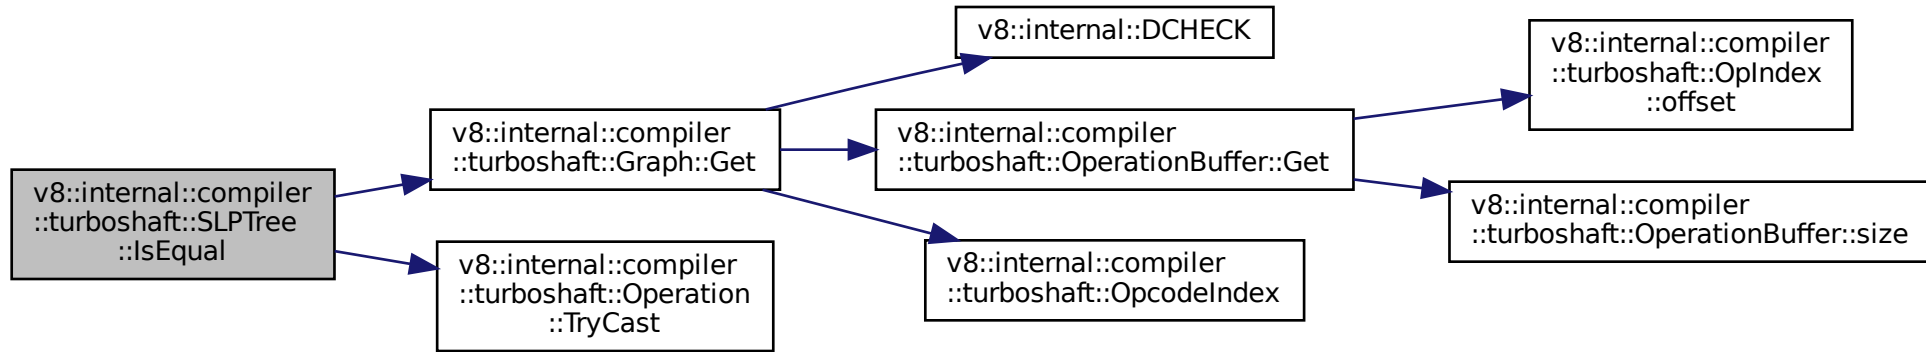 v8::internal::compiler
::turboshaft::SLPTree
::IsEqual
v8::internal::compiler
::turboshaft::Graph::Get
v8::internal::compiler
::turboshaft::Operation
::TryCast
v8::internal::DCHECK
v8::internal::compiler
::turboshaft::OperationBuffer::Get
v8::internal::compiler
::turboshaft::OpcodeIndex
v8::internal::compiler
::turboshaft::OpIndex
::offset
v8::internal::compiler
::turboshaft::OperationBuffer::size